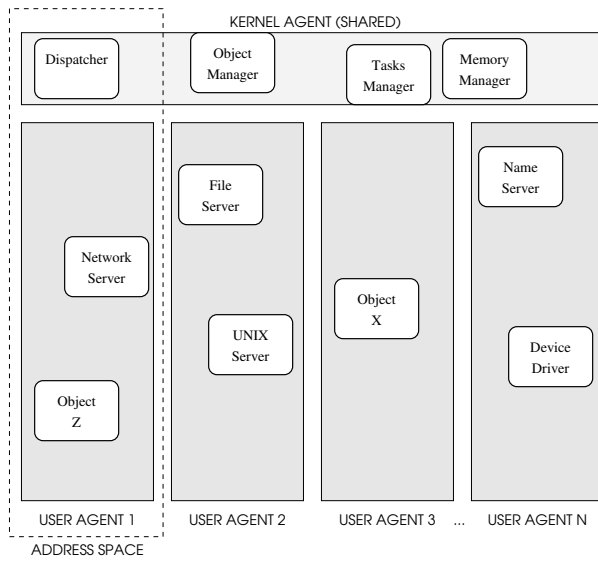 KERNEL AGENT (SHARED)
Dispatcher
Object
Manager
Tasks
Manager
Memory
Manager
File
Server
Name
Server
Network
Server
Object
X
UNIX
Server
Device
Driver
Object
Z
USER AGENT 1
USER AGENT 2
USER AGENT 3
...
USER AGENT N
ADDRESS SPACE